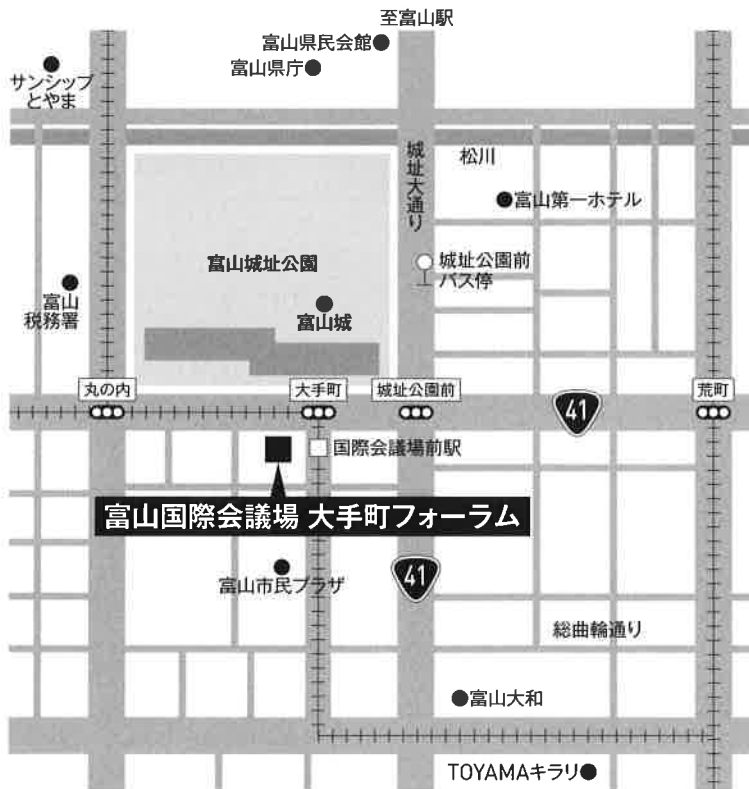 至富山駅
富山県民会館
富山県庁
サンシップ
とやま
城址大通り
松川
富山第一ホテル
富山城址公園
城址公園前
バス停
富山
税務署
富山城
丸の内
大手町
城址公園前
荒町
41
国際会議場前駅
富山国際会議場 大手町フォーラム
41
富山市民プラザ
総曲輪通り
富山大和
TOYAMAキラリ